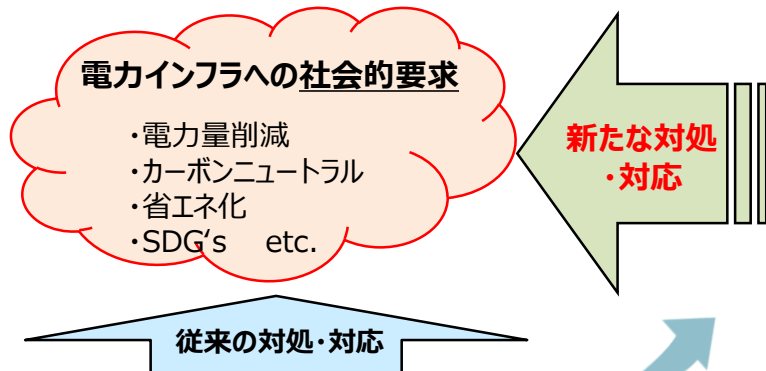 電力インフラへの社会的要求
・電力量削減
・カーボンニュートラル
・省エネ化
・SDG‘s　etc.
新たな対処
・対応
従来の対処・対応